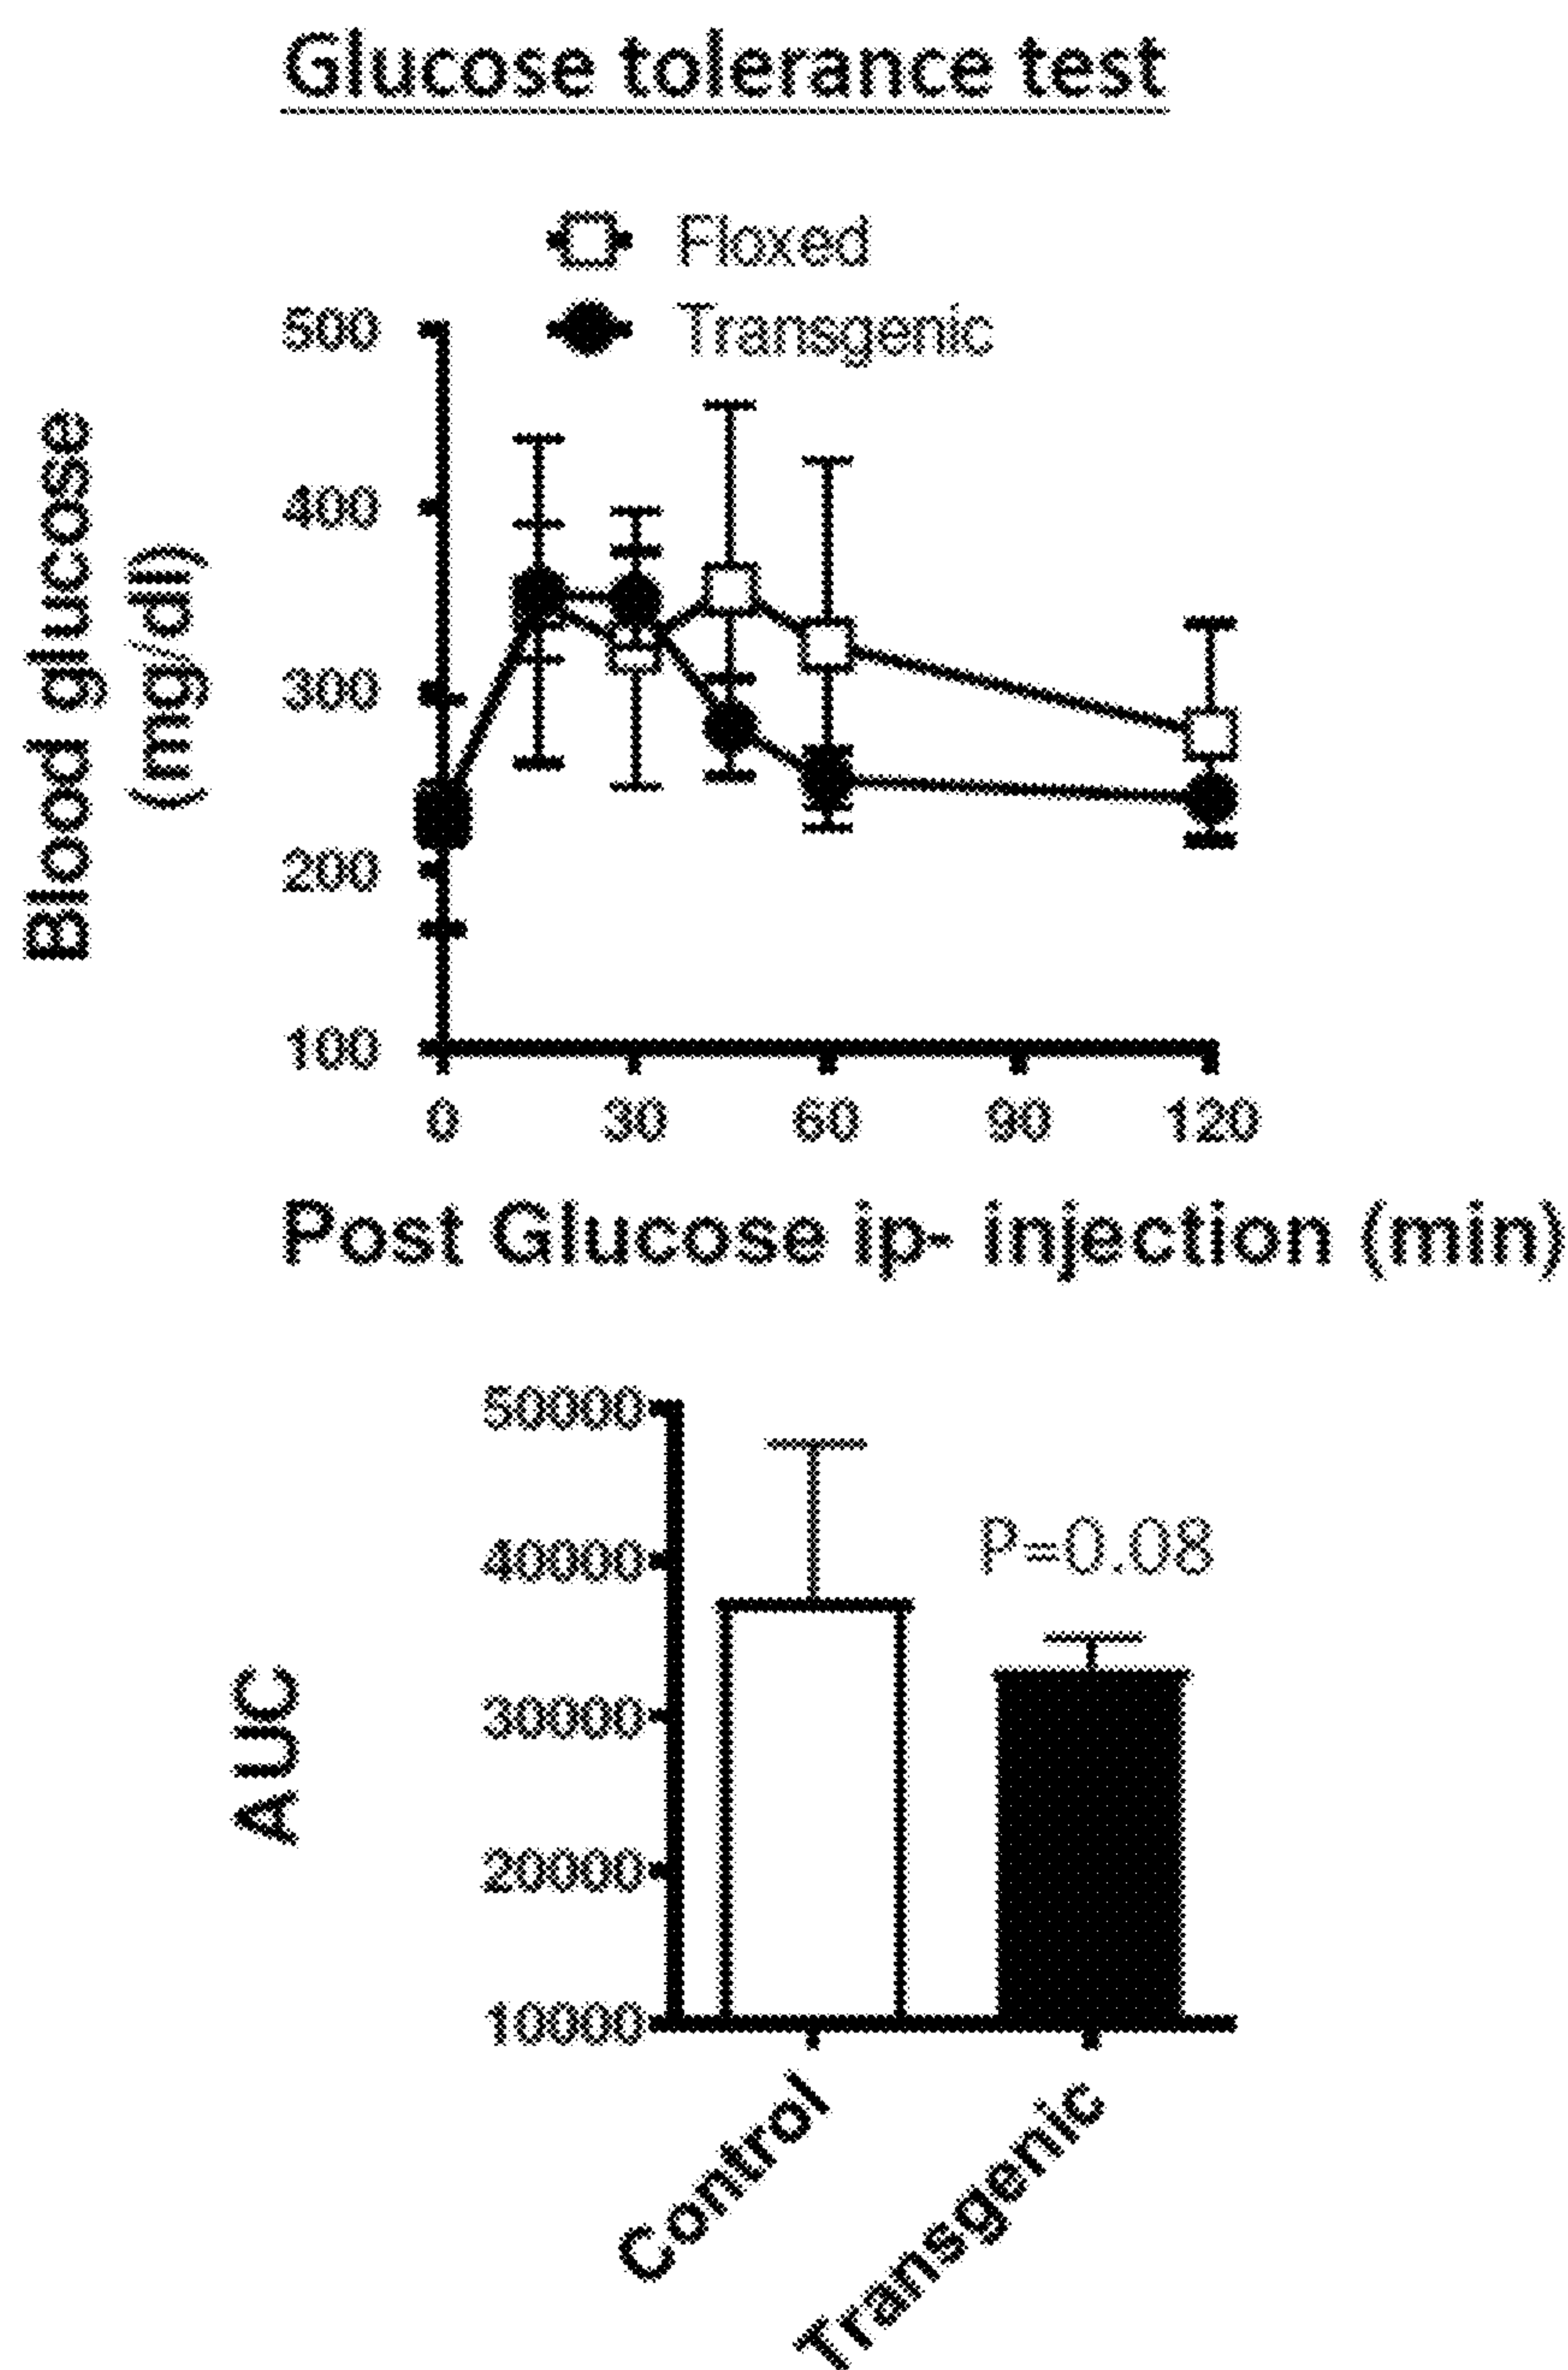 Glucose tolerance test
Floxed
Transgenic
Blood glucose
(mg/dl)
500
400
300
200
100
0 30 60 90 120
Post Glucose ip- injection (min)
AUC
50000
40000
30000
20000
10000
P=0.08
Control
Transgenic